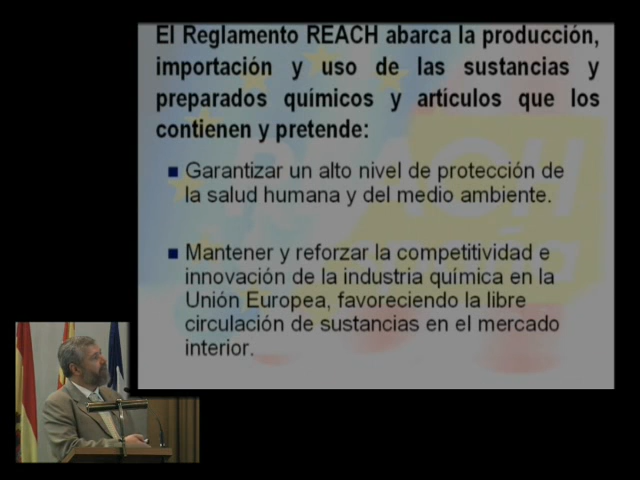 El Reglamento REACH abarca la producción,
importación y uso de las sustancias y
preparados químicos y artículos que los
contienen y pretende:
Garantizar un alto nivel de protección de
la salud humana y del medio ambiente.
Mantener y reforzar la competitividad e
innovación de la industria química en la
Unión Europea, favoreciendo la libre
circulación de sustancias en el mercado
interior.
REACH